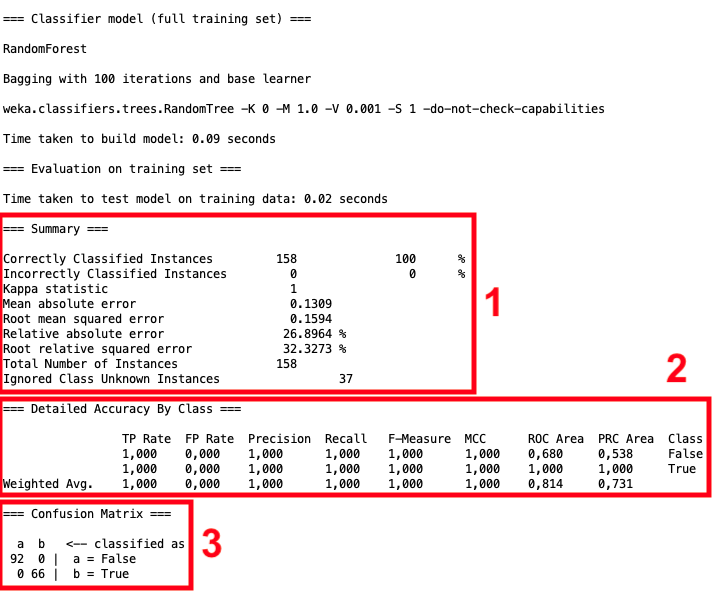 === Classifier model (full training set) ===
RandomForest
Bagging with 100 iterations and base learner
weka.classifiers.trees.RandomTree -K 0 -M 1.0 -V 0.001 -S 1 -do-not-check-capabilities
Time taken to build model: 0.09 seconds
=== Evaluation on training set ===
Time taken to test model on training data: 0.02 seconds
=== Summary ===
Correctly Classified Instances 158 100 %
Incorrectly Classified Instances 0 0 %
Kappa statistic 1
Mean absolute error 0.1309
Root mean squared error 0.1594
Relative absolute error 26.8964 %
Root relative squared error 32.3273 %
Total Number of Instances 158
Ignored Class Unknown Instances 37
1
2
=== Detailed Accuracy By Class ===
TP Rate FP Rate Precision Recall F-Measure MCC ROC Area PRC Area Class
1,000 0,000 1,000 1,000 1,000 1,000 0,680 0,538 False
1,000 0,000 1,000 1,000 1,000 1,000 1,000 1,000 True
Weighted Avg. 1,000 0,000 1,000 1,000 1,000 1,000 0,814 0,731
=== Confusion Matrix ===
a b <-- classified as
92 0 | a = False
0 66 | b = True
3